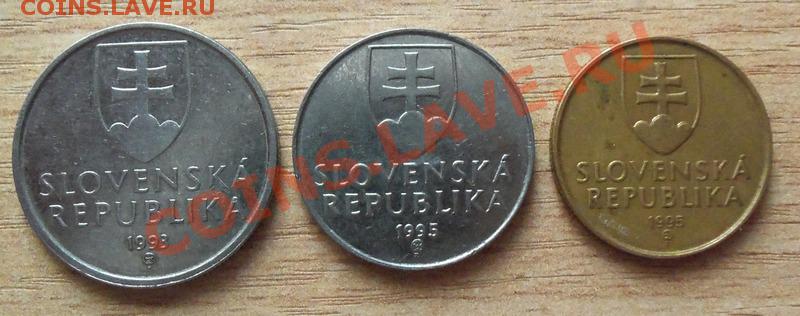 COINS.LAVE.RU
SLOVENSKÁ
REPUBLIKA
1993
SLOVENSKÁ
REPUBLIKA
1995
SLOVENSKÁ
REPUBLIKA
1995
COINS.LAVE.RU